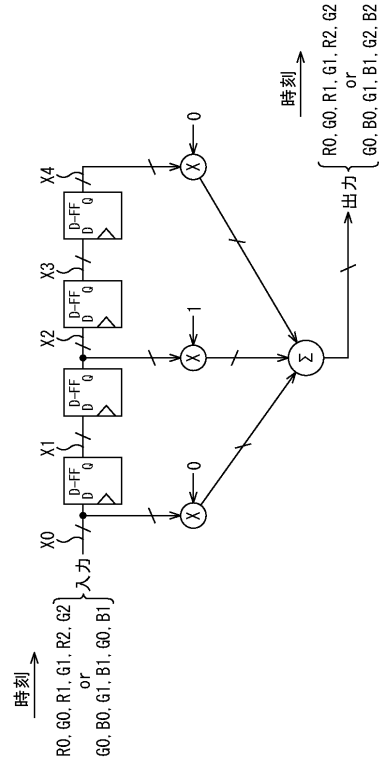 時刻
R0, G0, R1, G1, R2, G2
or
G0, B0, G1, B1, G0, B1
入力
X0
X1
X2
X3
X4
D-FF
D Q
D-FF
D Q
D-FF
D Q
D-FF
D Q
X
0
X
1
X
0
Σ
出力
時刻
R0, G0, R1, G1, R2, G2
or
G0, B0, G1, B1, G2, B2